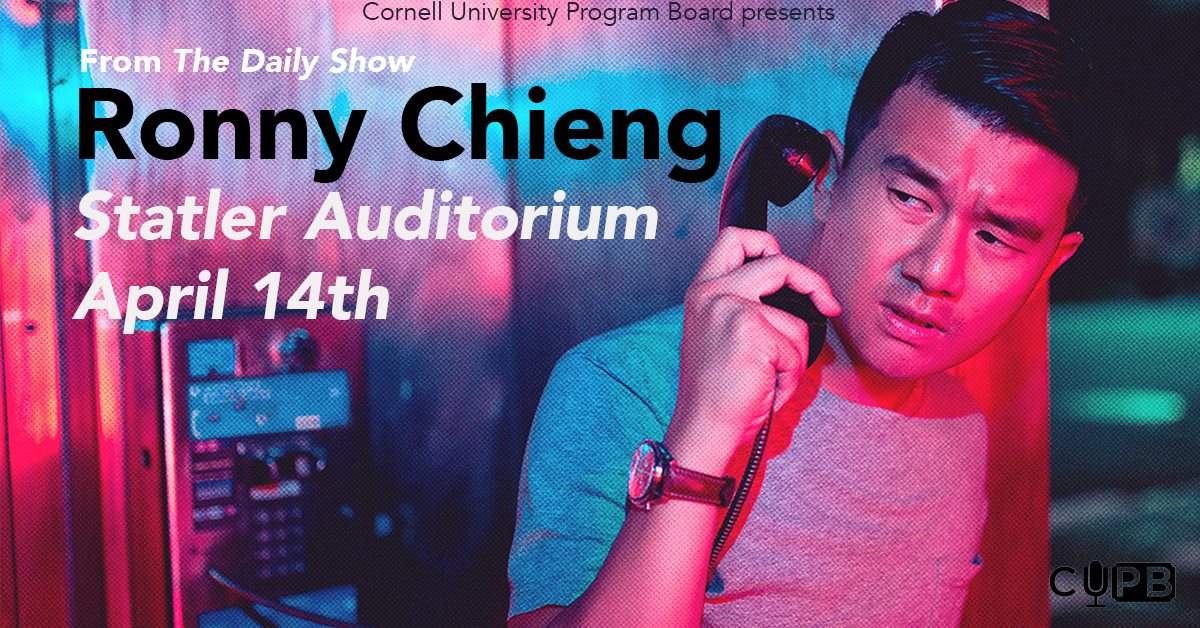 Cornell University Program Board presents
From The Daily Show
Ronny Chieng
Statler Auditorium
April 14th
CUPB